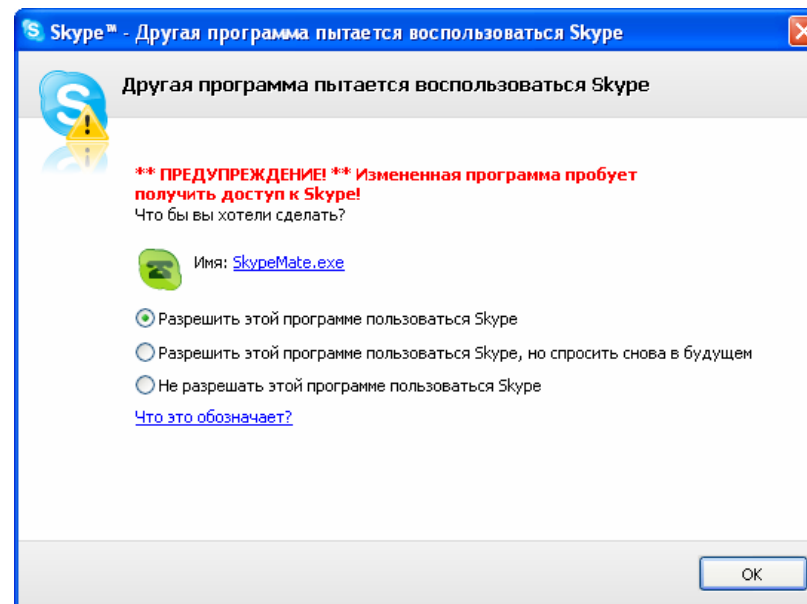 Skype™ - Другая программа пытается воспользоваться Skype
Другая программа пытается воспользоваться Skype
** ПРЕДУПРЕЖДЕНИЕ! ** Измененная программа пробует
получить доступ к Skype!
Что бы вы хотели сделать?
Имя: SkypeMate.exe
Разрешить этой программе пользоваться Skype
Разрешить этой программе пользоваться Skype, но спросить снова в будущем
Не разрешать этой программе пользоваться Skype
Что это обозначает?
OK